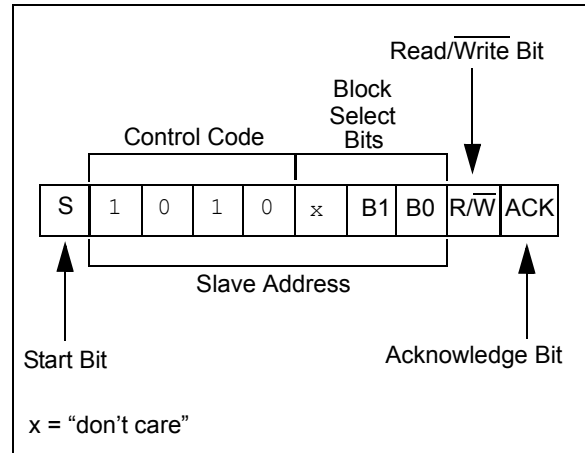 Read/Write Bit
Block
Select
Bits
Control Code
S 1 0 1 0 x B1 B0 R/W ACK
Slave Address
Start Bit
Acknowledge Bit
x = “don’t care”